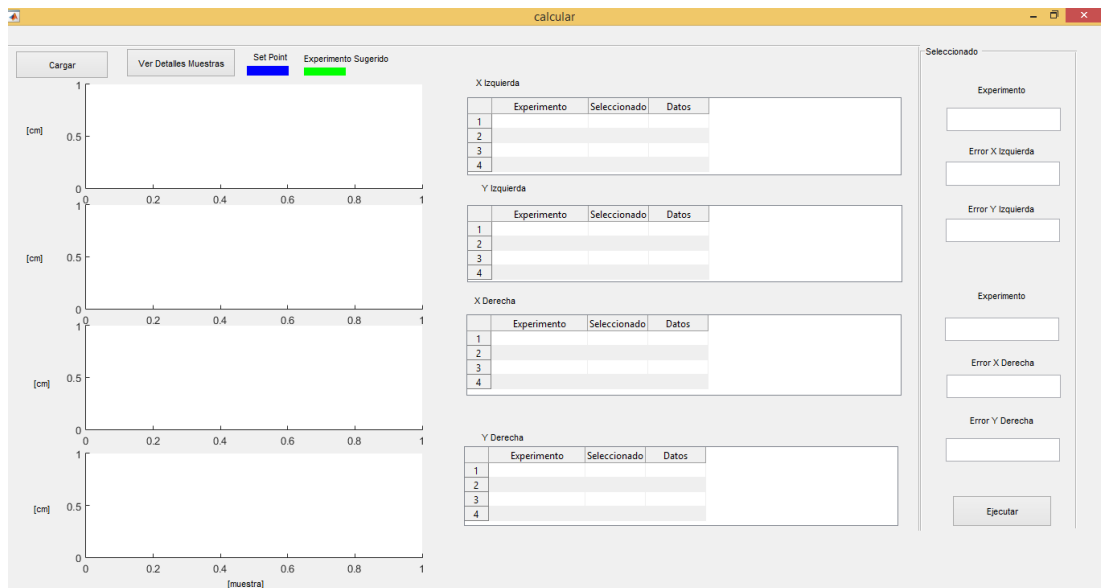 calcular
Cargar
Ver Detalles Muestras
Set Point
Experimento Sugerido
1
[cm]
0.5
0
0 0.2 0.4 0.6 0.8 1
1
[cm]
0.5
0
0 0.2 0.4 0.6 0.8 1
1
[cm]
0.5
0
0 0.2 0.4 0.6 0.8 1
1
[cm]
0.5
0
0 0.2 0.4 0.6 0.8 1
[muestra]
X Izquierda
Experimento Seleccionado Datos
1
2
3
4
Y Izquierda
Experimento Seleccionado Datos
1
2
3
4
X Derecha
Experimento Seleccionado Datos
1
2
3
4
Y Derecha
Experimento Seleccionado Datos
1
2
3
4
Seleccionado
Experimento
Error X Izquierda
Error Y Izquierda
Experimento
Error X Derecha
Error Y Derecha
Ejecutar